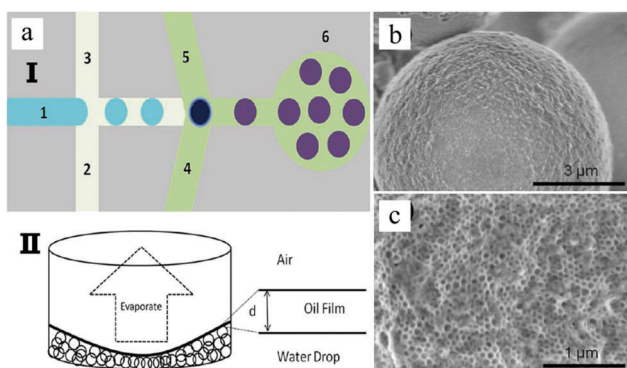 a
I
3
5
6
1
2
4
II
Evaporate
Air
d
Oil Film
Water Drop
b
3 µm
c
1 µm